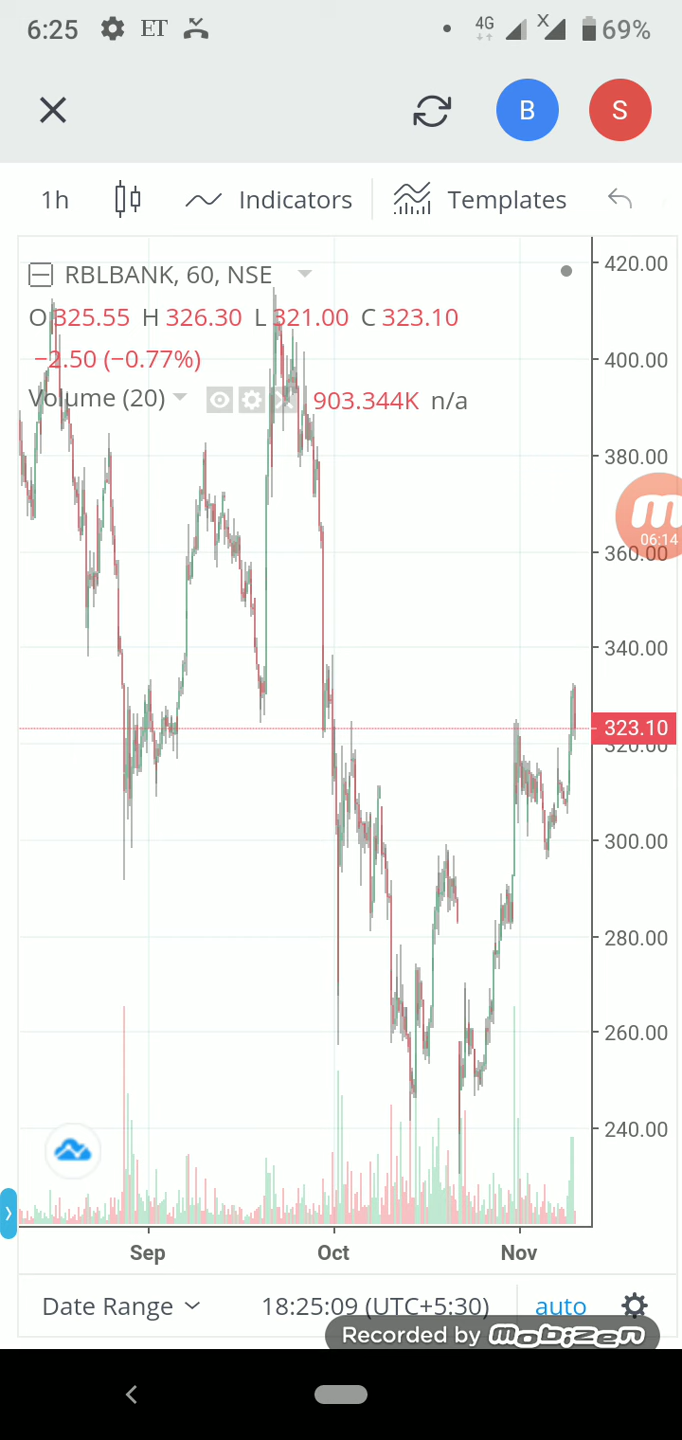 6:25 ET 4G 69%
B S
1h Indicators Templates
RBLBANK, 60, NSE
O 325.55 H 326.30 L 321.00 C 323.10
−2.50 (−0.77%)
Volume (20) 903.344K n/a
420.00
400.00
380.00
06:14
360.00
340.00
323.10
320.00
300.00
280.00
260.00
240.00
Sep Oct Nov
Date Range 18:25:09 (UTC+5:30) auto
Recorded by mobizen